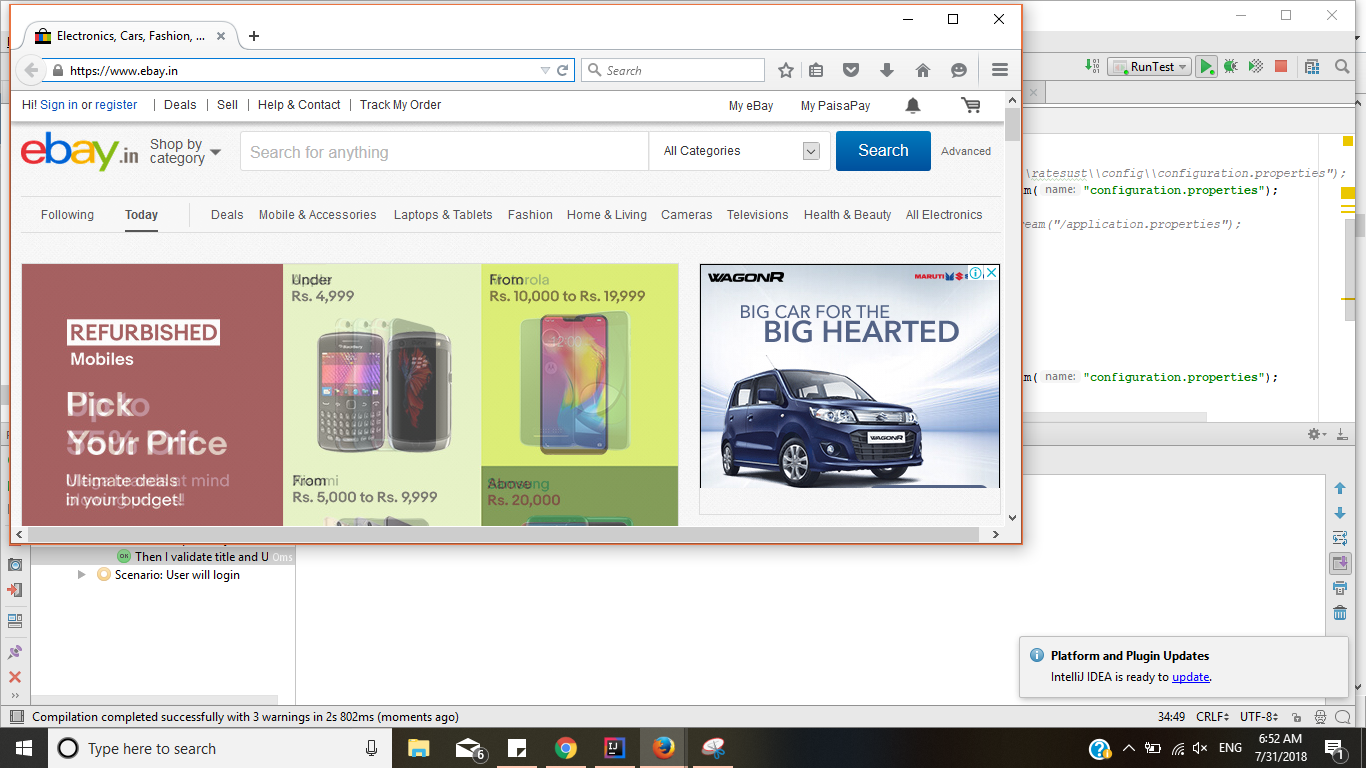 Electronics, Cars, Fashion, ...
https://www.ebay.in
Search
Hi! Sign in or register | Deals | Sell | Help & Contact | Track My Order
My eBay My PaisaPay
ebay.in
Shop by category
Search for anything
All Categories
Search
Advanced
Following Today Deals Mobile & Accessories Laptops & Tablets Fashion Home & Living Cameras Televisions Health & Beauty All Electronics
REFURBISHED
Mobiles
Pick
Your Price
Ultimate deals
in your budget!
Under
Rs. 4,999
From
Rs. 10,000 to Rs. 19,999
From
Rs. 5,000 to Rs. 9,999
Above
Rs. 20,000
WAGONR
MARUTI
BIG CAR FOR THE
BIG HEARTED
WAGONR
RunTest
\ratesust\\config\\configuration.properties");
m( name: "configuration.properties");
ream("/application.properties");
m( name: "configuration.properties");
Then I validate title and U 0ms
Scenario: User will login
Platform and Plugin Updates
IntelliJ IDEA is ready to update.
Compilation completed successfully with 3 warnings in 2s 802ms (moments ago)
34:49 CRLF UTF-8
Type here to search
6
ENG
6:52 AM
7/31/2018
1